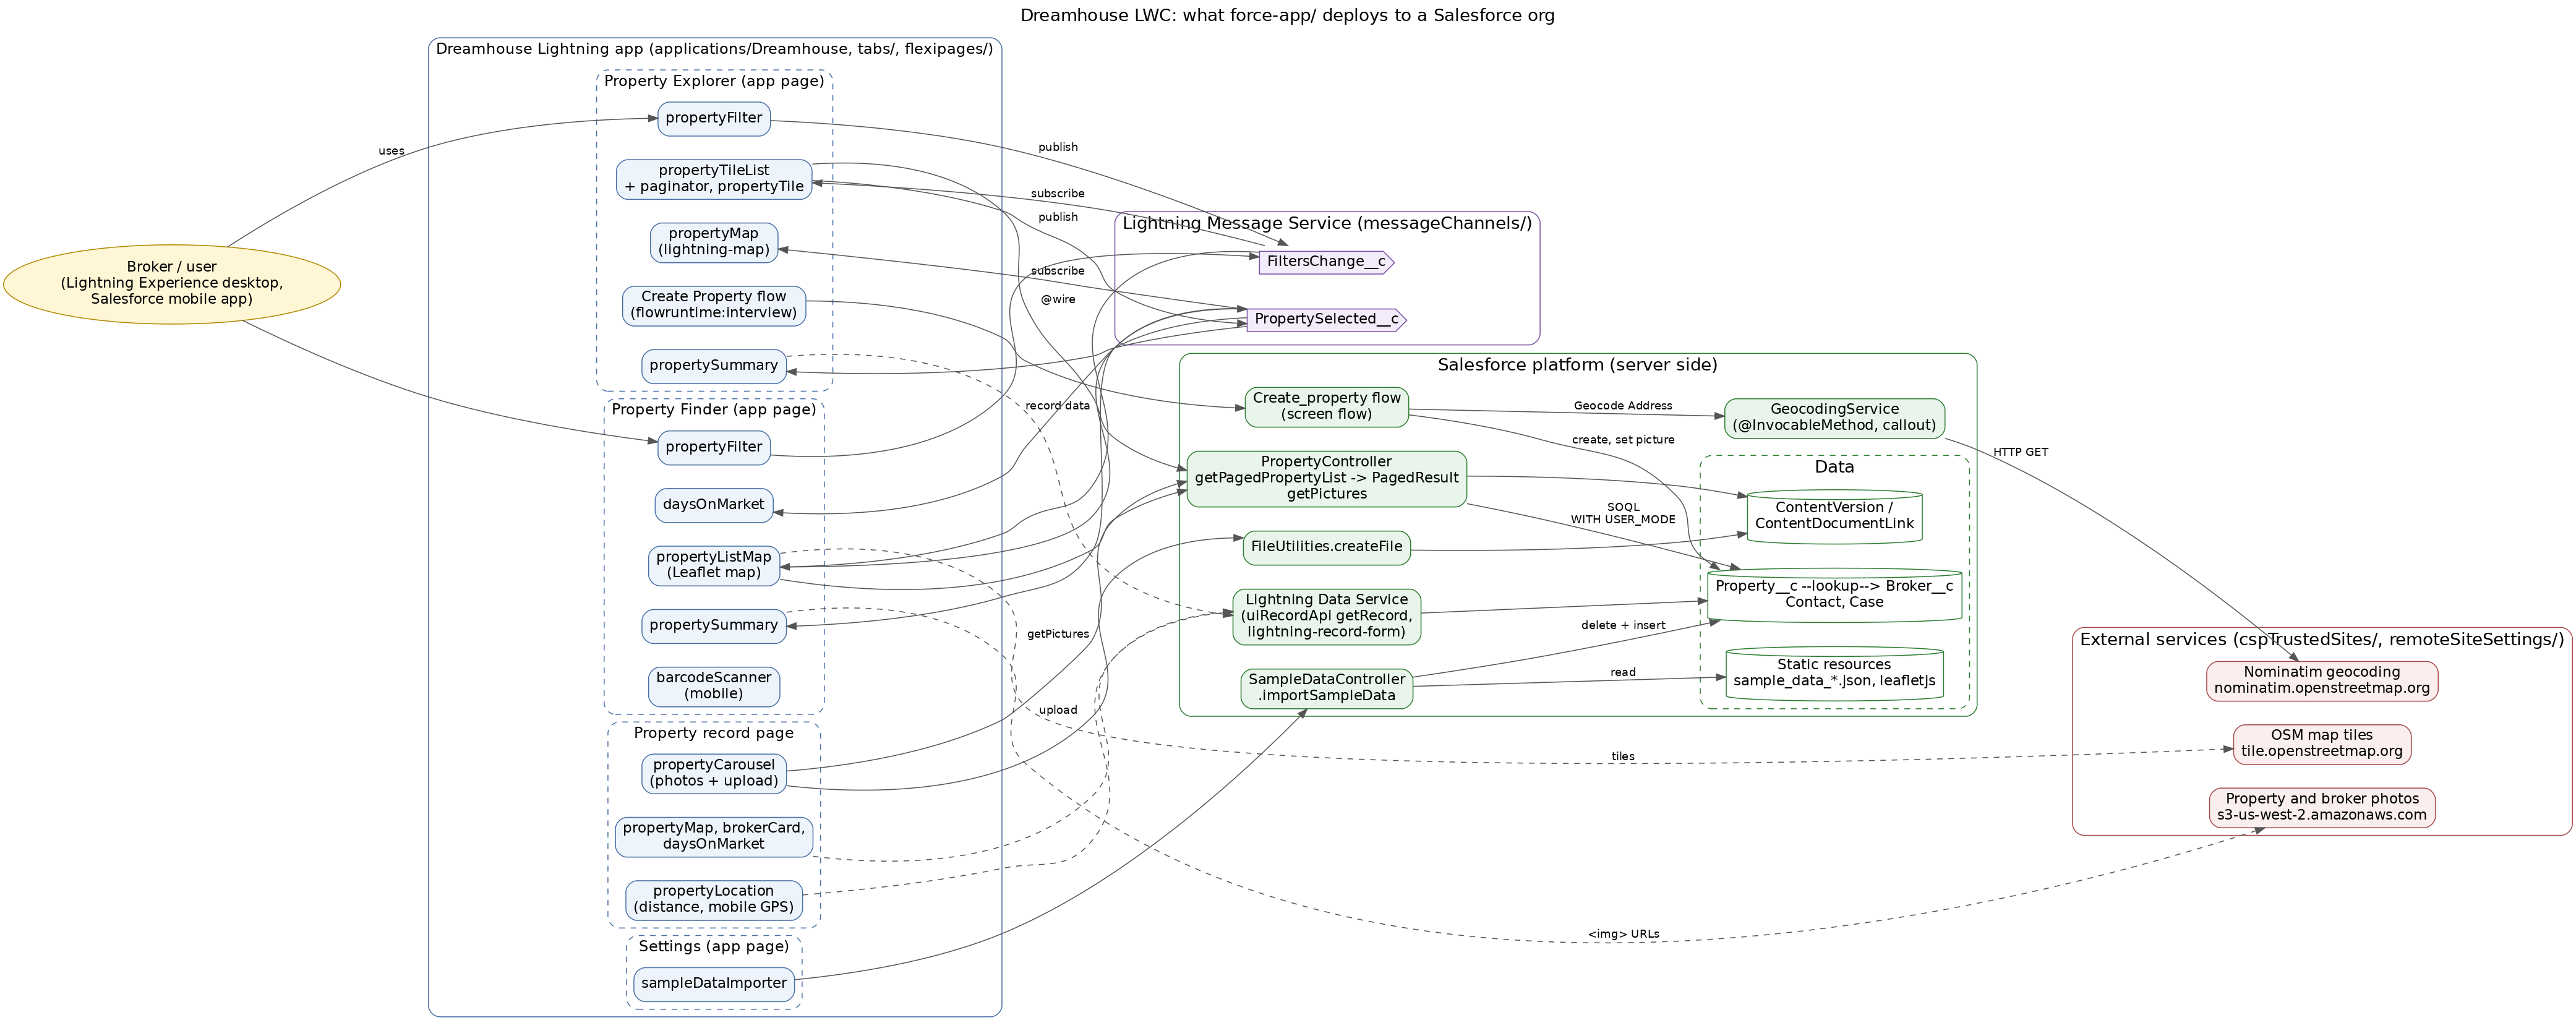 Dreamhouse LWC: what force-app/ deploys to a Salesforce org
Broker / user
(Lightning Experience desktop,
Salesforce mobile app)
uses
Dreamhouse Lightning app (applications/Dreamhouse, tabs/, flexipages/)
Property Explorer (app page)
propertyFilter
propertyTileList
+ paginator, propertyTile
propertyMap
(lightning-map)
Create Property flow
(flowruntime:interview)
propertySummary
Property Finder (app page)
propertyFilter
daysOnMarket
propertyListMap
(Leaflet map)
propertySummary
barcodeScanner
(mobile)
Property record page
propertyCarousel
(photos + upload)
propertyMap, brokerCard,
daysOnMarket
propertyLocation
(distance, mobile GPS)
Settings (app page)
sampleDataImporter
publish
subscribe
publish
subscribe
@wire
record data
getPictures
upload
Lightning Message Service (messageChannels/)
FiltersChange__c
PropertySelected__c
Salesforce platform (server side)
Create_property flow
(screen flow)
PropertyController
getPagedPropertyList -> PagedResult
getPictures
FileUtilities.createFile
Lightning Data Service
(uiRecordApi getRecord,
lightning-record-form)
SampleDataController
.importSampleData
Geocode Address
create, set picture
SOQL
WITH USER_MODE
delete + insert
read
tiles
<img> URLs
GeocodingService
(@InvocableMethod, callout)
Data
ContentVersion /
ContentDocumentLink
Property__c --lookup--> Broker__c
Contact, Case
Static resources
sample_data_*.json, leafletjs
HTTP GET
External services (cspTrustedSites/, remoteSiteSettings/)
Nominatim geocoding
nominatim.openstreetmap.org
OSM map tiles
tile.openstreetmap.org
Property and broker photos
s3-us-west-2.amazonaws.com